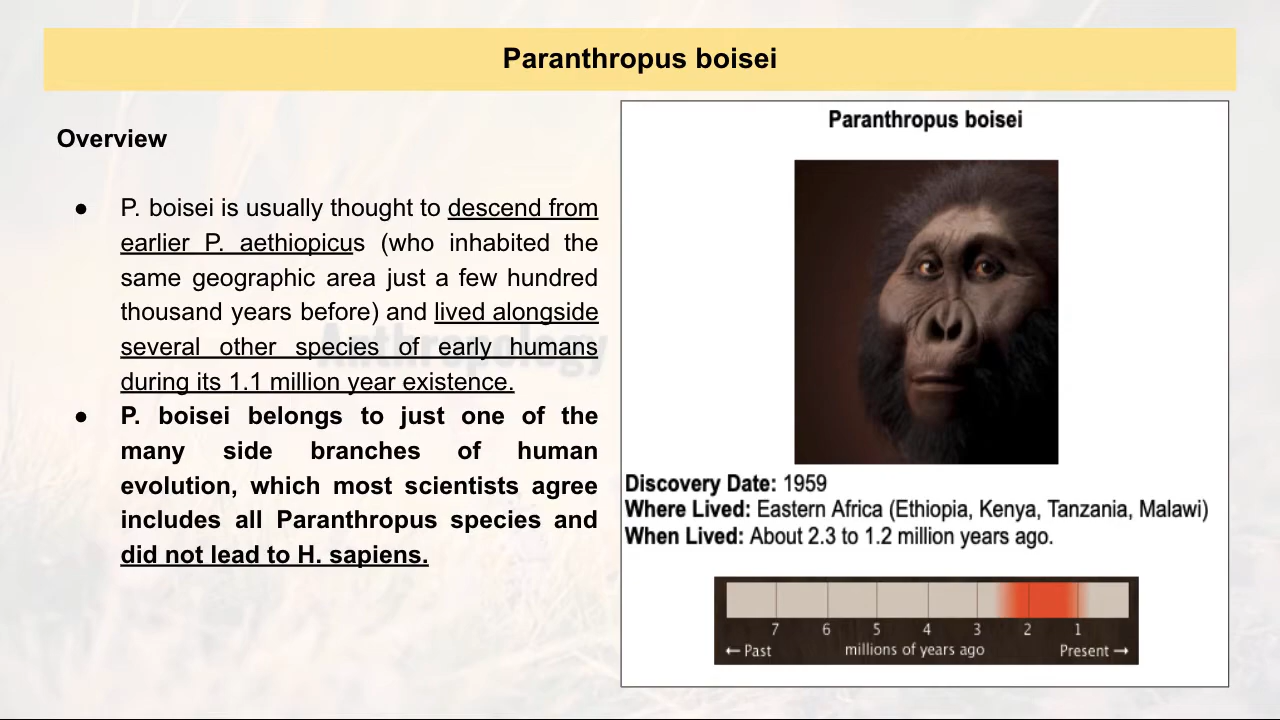 Paranthropus boisei
Overview
● P. boisei is usually thought to descend from
earlier P. aethiopicus (who inhabited the
same geographic area just a few hundred
thousand years before) and lived alongside
several other species of early humans
during its 1.1 million year existence.
● P. boisei belongs to just one of the
many side branches of human
evolution, which most scientists agree
includes all Paranthropus species and
did not lead to H. sapiens.
Anthropology
Paranthropus boisei
Discovery Date: 1959
Where Lived: Eastern Africa (Ethiopia, Kenya, Tanzania, Malawi)
When Lived: About 2.3 to 1.2 million years ago.
7 6 5 4 3 2 1
← Past millions of years ago Present →